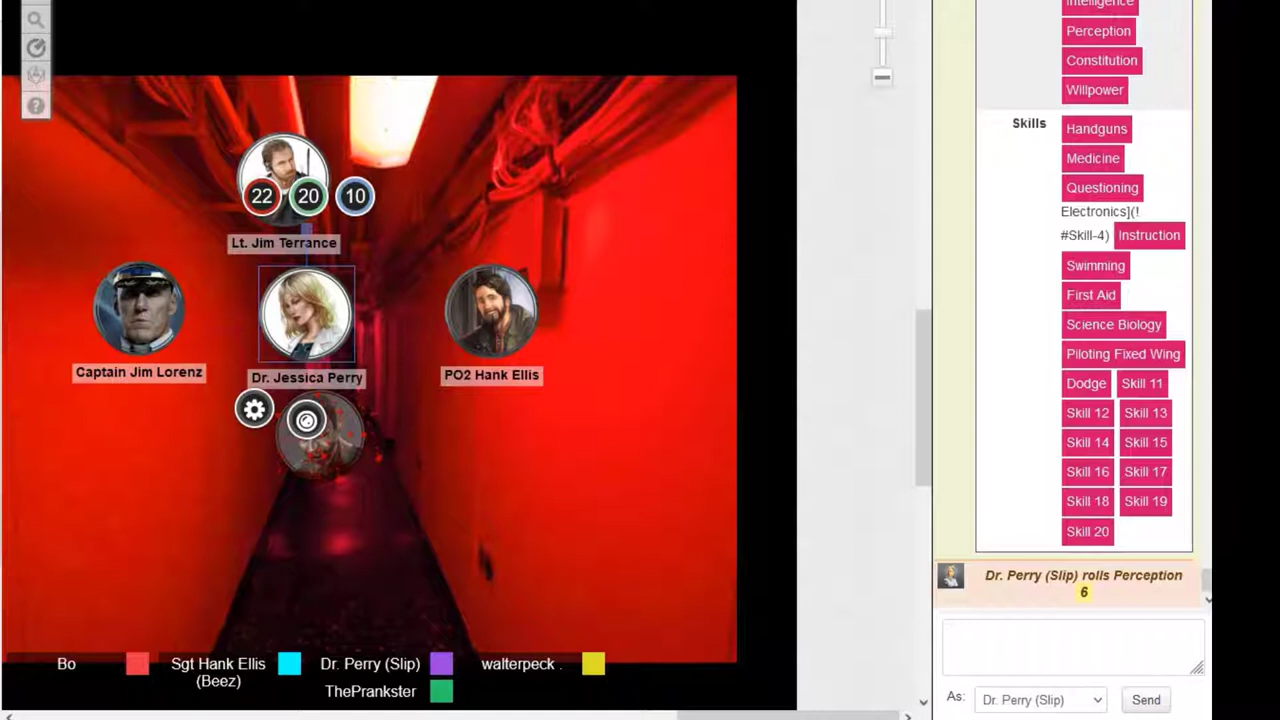 Intelligence
Perception
Constitution
Willpower
Skills
Handguns
Medicine
Questioning
Electronics](!
#Skill-4) Instruction
Swimming
First Aid
Science Biology
Piloting Fixed Wing
Dodge Skill 11
Skill 12 Skill 13
Skill 14 Skill 15
Skill 16 Skill 17
Skill 18 Skill 19
Skill 20
22 20 10
Lt. Jim Terrance
Captain Jim Lorenz
Dr. Jessica Perry
PO2 Hank Ellis
Dr. Perry (Slip) rolls Perception
6
Bo
Sgt Hank Ellis
(Beez)
Dr. Perry (Slip)
walterpeck .
ThePrankster
As: Dr. Perry (Slip) Send